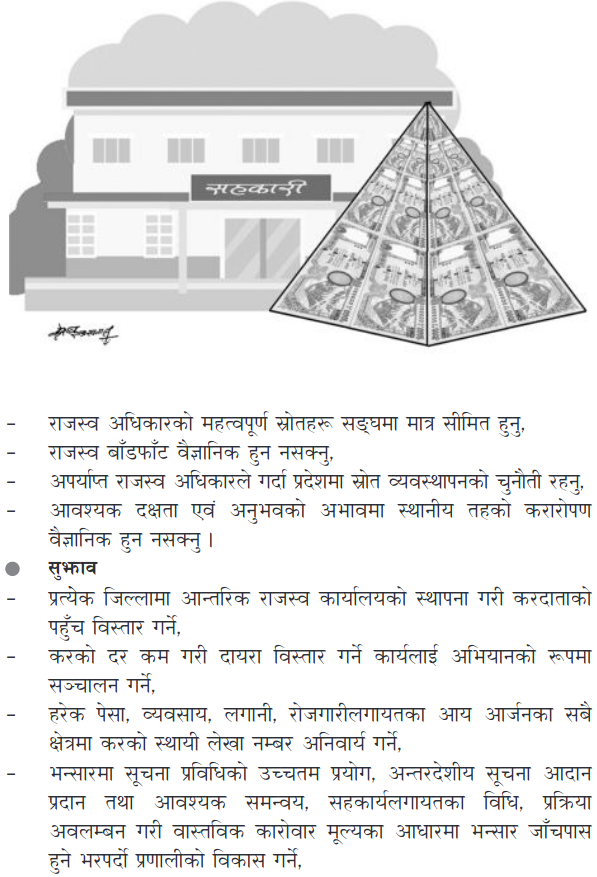 सहकारी
– राजस्व अधिकारको महत्वपूर्ण स्रोतहरू सङ्घमा मात्र सीमित हुनु,
– राजस्व बाँडफाँट वैज्ञानिक हुन नसक्नु,
– अपर्याप्त राजस्व अधिकारले गर्दा प्रदेशमा स्रोत व्यवस्थापनको चुनौती रहनु,
– आवश्यक दक्षता एवं अनुभवको अभावमा स्थानीय तहको करारोपण
वैज्ञानिक हुन नसक्नु ।
● सुझाव
– प्रत्येक जिल्लामा आन्तरिक राजस्व कार्यालयको स्थापना गरी करदाताको
पहुँच विस्तार गर्ने,
– करको दर कम गरी दायरा विस्तार गर्ने कार्यलाई अभियानको रूपमा
सञ्चालन गर्ने,
– हरेक पेसा, व्यवसाय, लगानी, रोजगारीलगायतका आय आर्जनका सबै
क्षेत्रमा करको स्थायी लेखा नम्बर अनिवार्य गर्ने,
– भन्सारमा सूचना प्रविधिको उच्चतम प्रयोग, अन्तरदेशीय सूचना आदान
प्रदान तथा आवश्यक समन्वय, सहकार्यलगायतका विधि, प्रक्रिया
अवलम्बन गरी वास्तविक कारोवार मूल्यका आधारमा भन्सार जाँचपास
हुने भरपर्दो प्रणालीको विकास गर्ने,